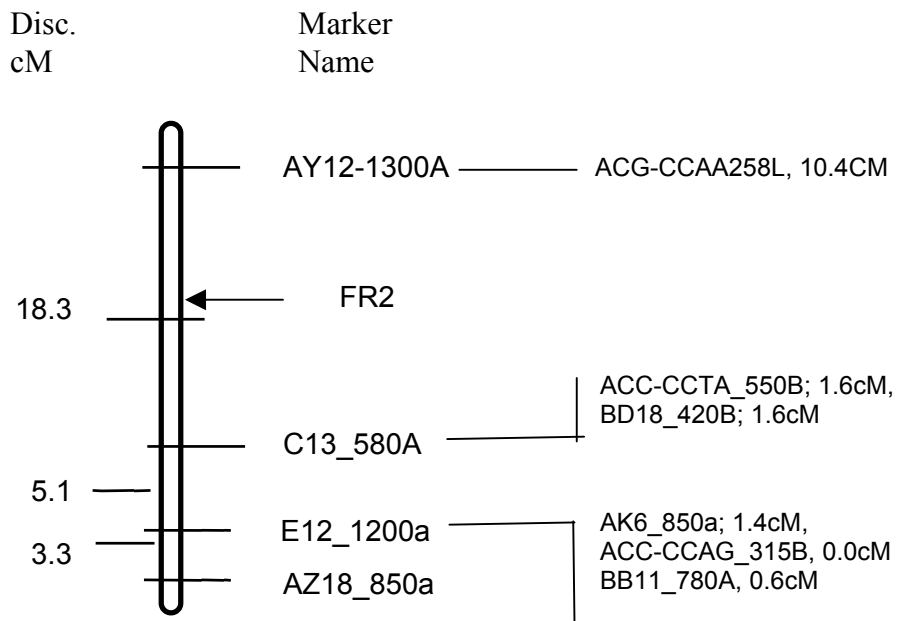 Disc.
cM
Marker
Name
AY12-1300A
ACG-CCAA258L, 10.4CM
FR2
18.3
ACC-CCTA_550B; 1.6cM,
BD18_420B; 1.6cM
C13_580A
5.1
E12_1200a
AK6_850a; 1.4cM,
ACC-CCAG_315B, 0.0cM
BB11_780A, 0.6cM
3.3
AZ18_850a